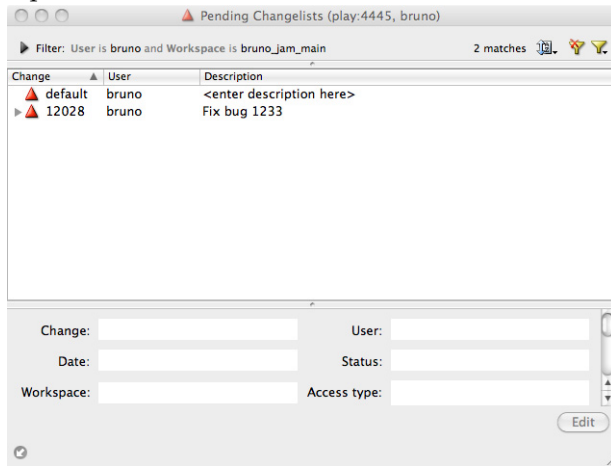 Pending Changelists (play:4445, bruno)
Filter: User is bruno and Workspace is bruno_jam_main 2 matches
Change User Description
default bruno <enter description here>
12028 bruno Fix bug 1233
Change: User:
Date: Status:
Workspace: Access type:
Edit